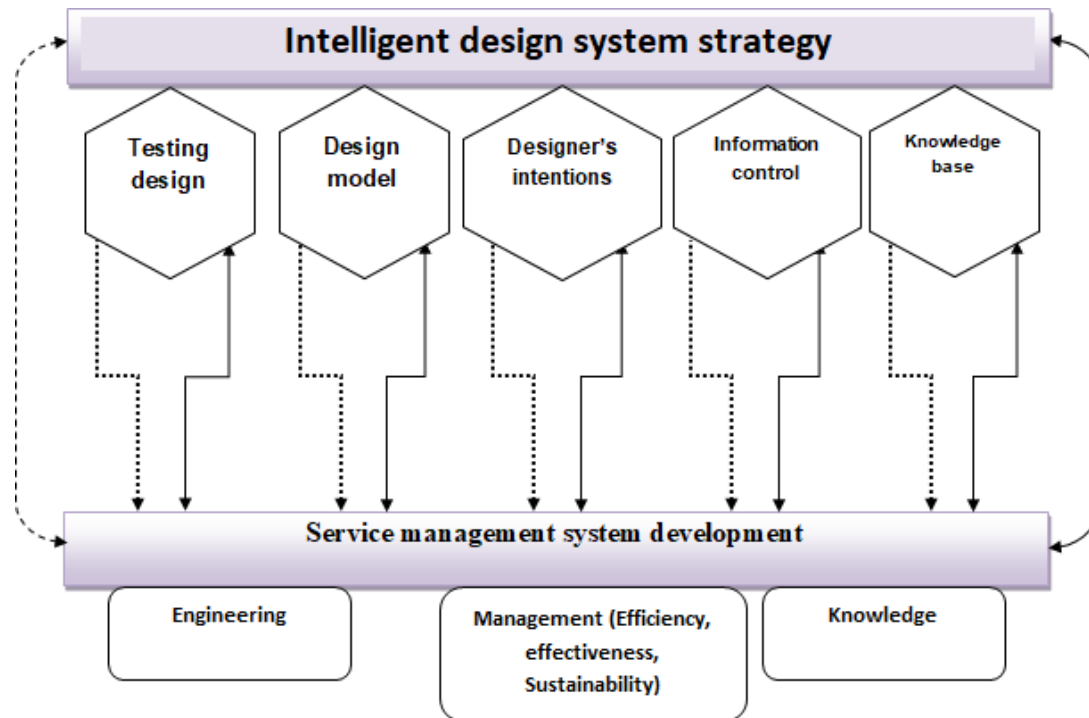 Intelligent design system strategy
Testing
design
Design
model
Designer's
intentions
Information
control
Knowledge
base
Service management system development
Engineering
Management (Efficiency,
effectiveness,
Sustainability)
Knowledge